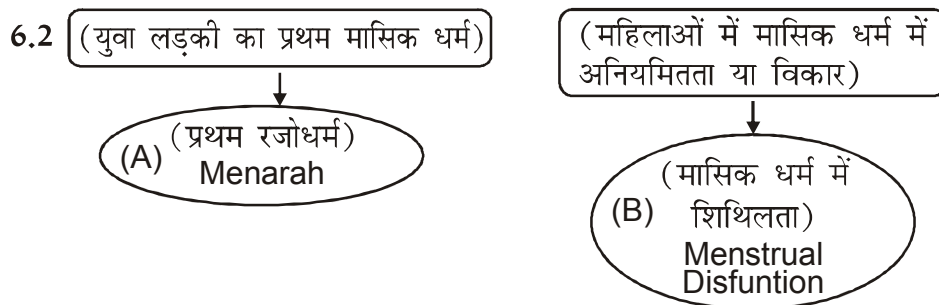 6.2 (युवा लड़की का प्रथम मासिक धर्म)
(प्रथम रजोधर्म)
(A)
Menarah
(महिलाओं में मासिक धर्म में
अनियमितता या विकार)
(मासिक धर्म में
(B) शिथिलता)
Menstrual
Disfuntion